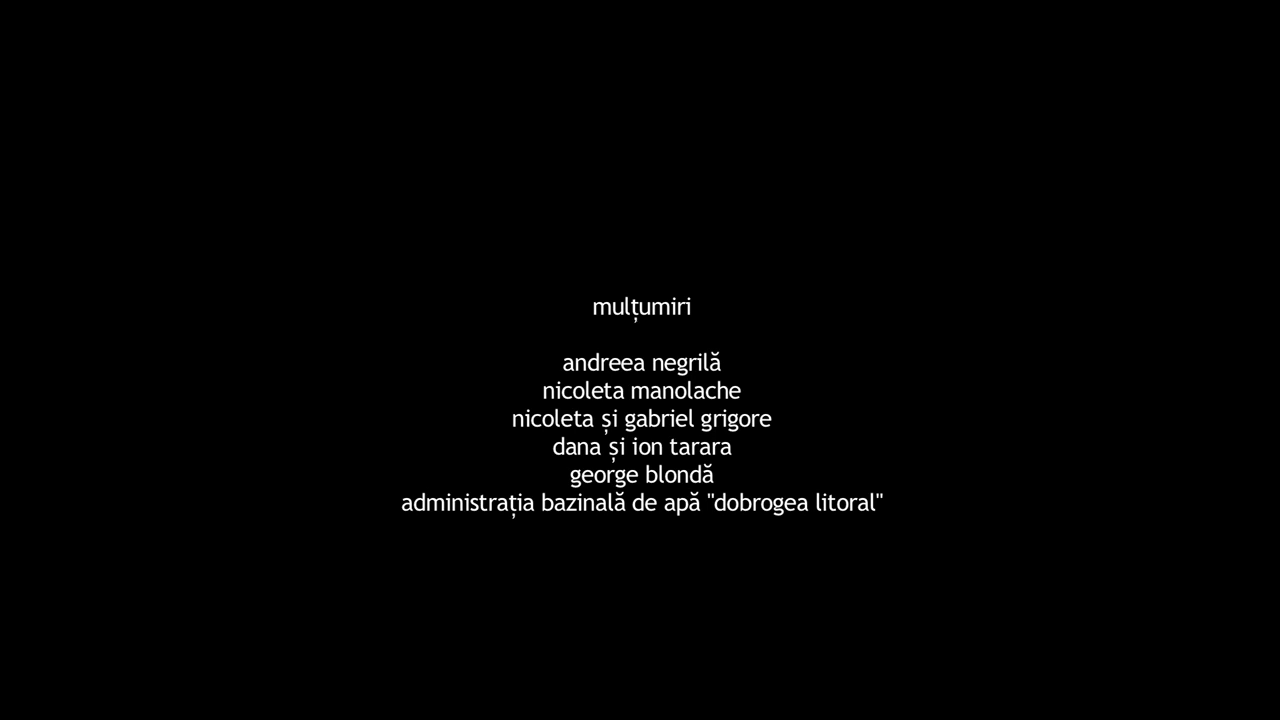 mulțumiri
andreea negrilă
nicoleta manolache
nicoleta și gabriel grigore
dana și ion tarara
george blondă
administrația bazinală de apă "dobrogea litoral"